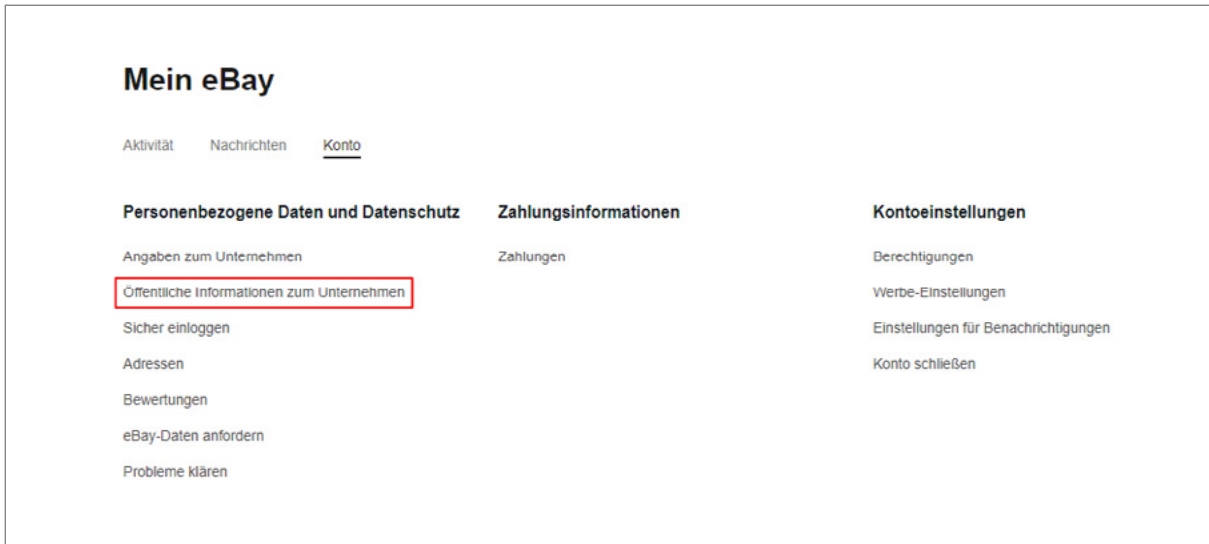 Mein eBay
Aktivität Nachrichten Konto
Personenbezogene Daten und Datenschutz Zahlungsinformationen Kontoeinstellungen
Angaben zum Unternehmen Zahlungen Berechtigungen
Öffentliche Informationen zum Unternehmen Werbe-Einstellungen
Sicher einloggen Einstellungen für Benachrichtigungen
Adressen Konto schließen
Bewertungen
eBay-Daten anfordern
Probleme klären